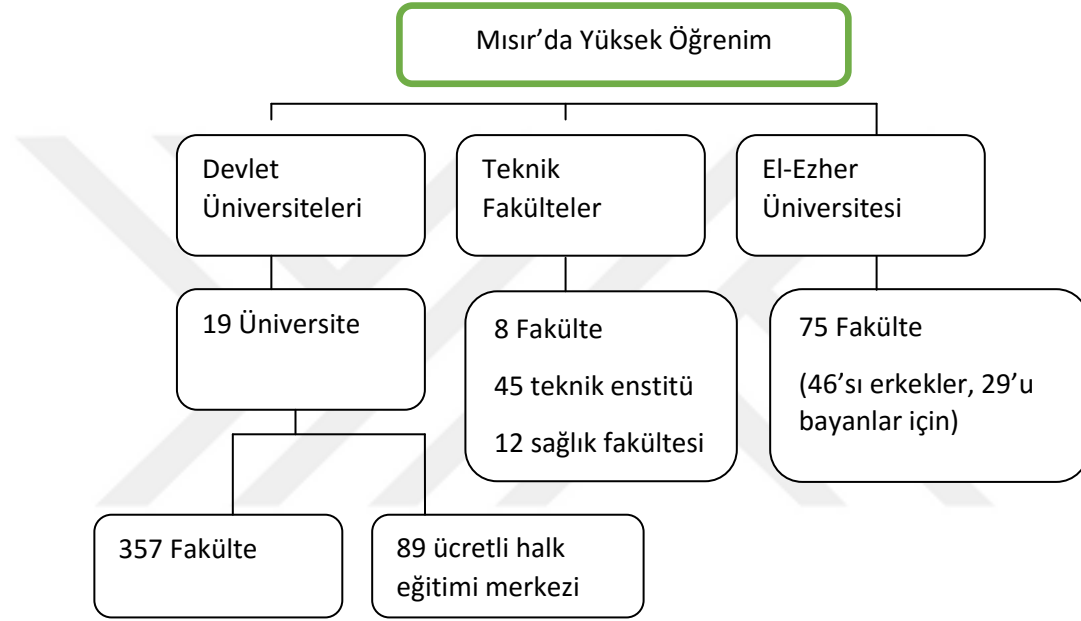 Mısır’da Yüksek Öğrenim
Devlet
Üniversiteleri
Teknik
Fakülteler
El-Ezher
Üniversitesi
19 Üniversite
8 Fakülte
45 teknik enstitü
12 sağlık fakültesi
75 Fakülte
(46’sı erkekler, 29’u
bayanlar için)
357 Fakülte
89 ücretli halk
eğitimi merkezi